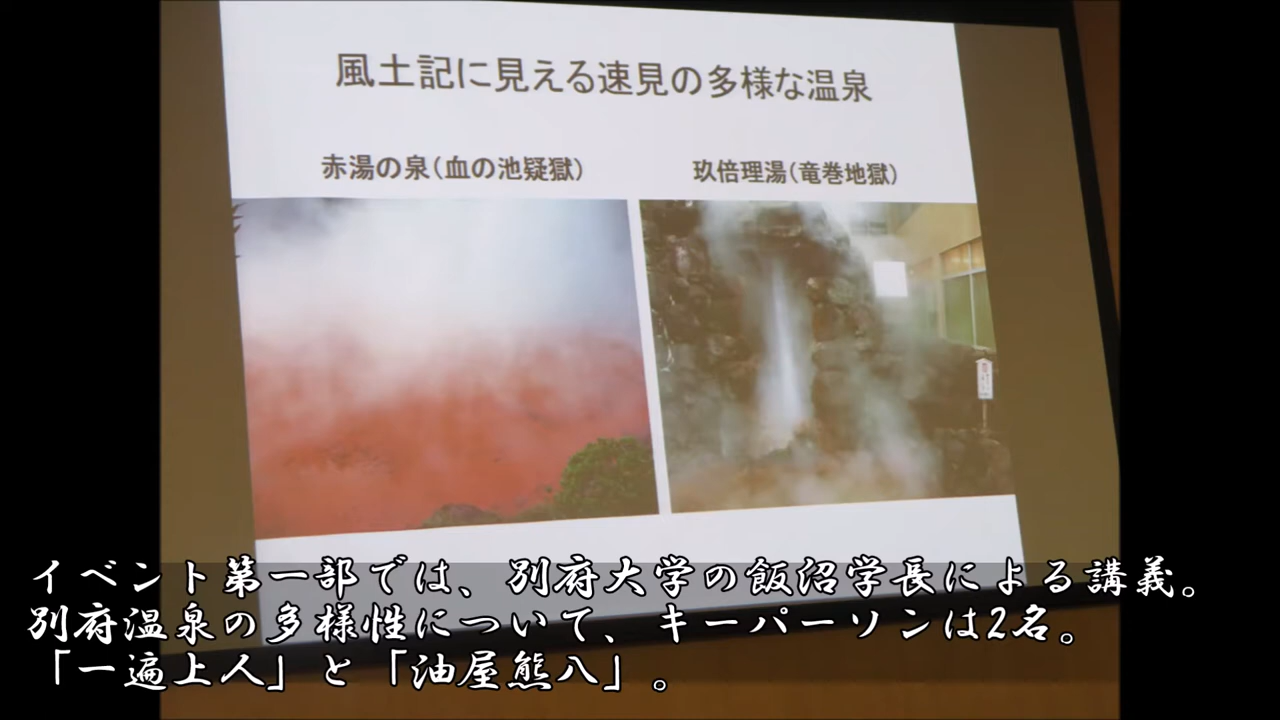 風土記に見える速見の多様な温泉
赤湯の泉(血の池疑獄)
玖倍理湯(竜巻地獄)
イベント第一部では、別府大学の飯沼学長による講義。
別府温泉の多様性について、キーパーソンは2名。
「一遍上人」と「油屋熊八」。